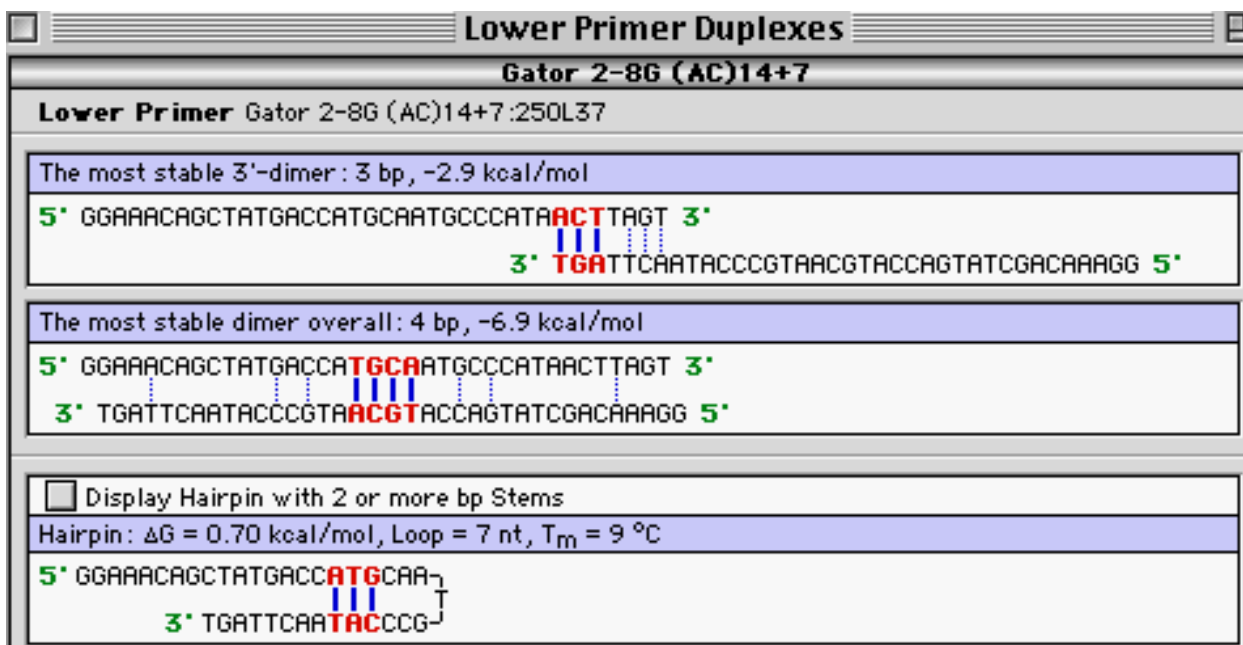 Lower Primer Duplexes
Gator 2-8G (AC)14+7
Lower Primer Gator 2-8G (AC)14+7:250L37
The most stable 3'-dimer: 3 bp, -2.9 kcal/mol
5' GGAAACAGCTATGACCATGCAATGCCCATAACTTAGT 3'
3' TGATTCAATACCCGTAACGTACCAGTATCGACAAAGG 5'
The most stable dimer overall: 4 bp, -6.9 kcal/mol
5' GGAAACAGCTATGACCATGCAATGCCCATAACTTAGT 3'
3' TGATTCAATACCCGTAACGTACCAGTATCGACAAAGG 5'
Display Hairpin with 2 or more bp Stems
Hairpin: ΔG = 0.70 kcal/mol, Loop = 7 nt, Tm = 9 °C
5' GGAAACAGCTATGACCATGCAA
T
3' TGATTCAATACCCG